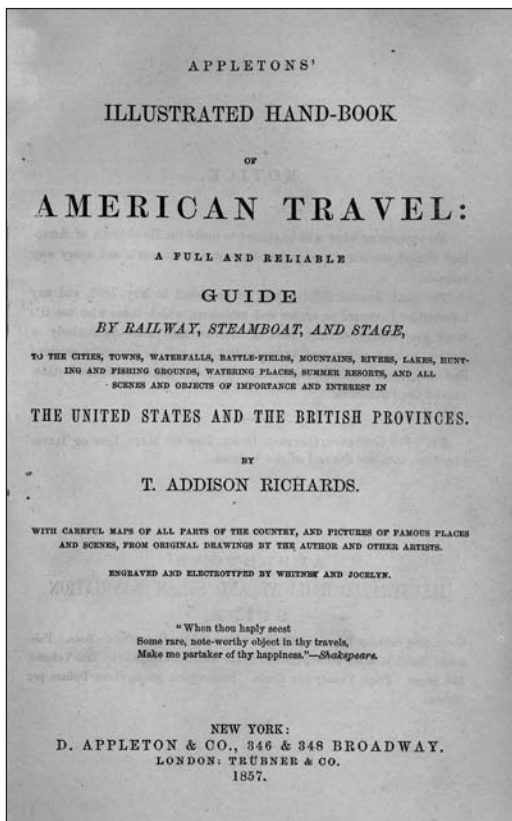 APPLETONS'
ILLUSTRATED HAND-BOOK
OF
AMERICAN TRAVEL:
A FULL AND RELIABLE
GUIDE
BY RAILWAY, STEAMBOAT, AND STAGE,
TO THE CITIES, TOWNS, WATERFALLS, BATTLE-FIELDS, MOUNTAINS, RIVERS, LAKES, HUNT-
ING AND FISHING GROUNDS, WATERING PLACES, SUMMER RESORTS, AND ALL
SCENES AND OBJECTS OF IMPORTANCE AND INTEREST IN
THE UNITED STATES AND THE BRITISH PROVINCES.
BY
T. ADDISON RICHARDS.
WITH CAREFUL MAPS OF ALL PARTS OF THE COUNTRY, AND PICTURES OF FAMOUS PLACES
AND SCENES, FROM ORIGINAL DRAWINGS BY THE AUTHOR AND OTHER ARTISTS.
ENGRAVED AND ELECTROTYPED BY WHITNEY AND JOCELYN.
"When thou haply seest
Some rare, note-worthy object in thy travels,
Make me partaker of thy happiness."—Shakspeare.
NEW YORK:
D. APPLETON & CO., 346 & 348 BROADWAY.
LONDON: TRÜBNER & CO.
1857.